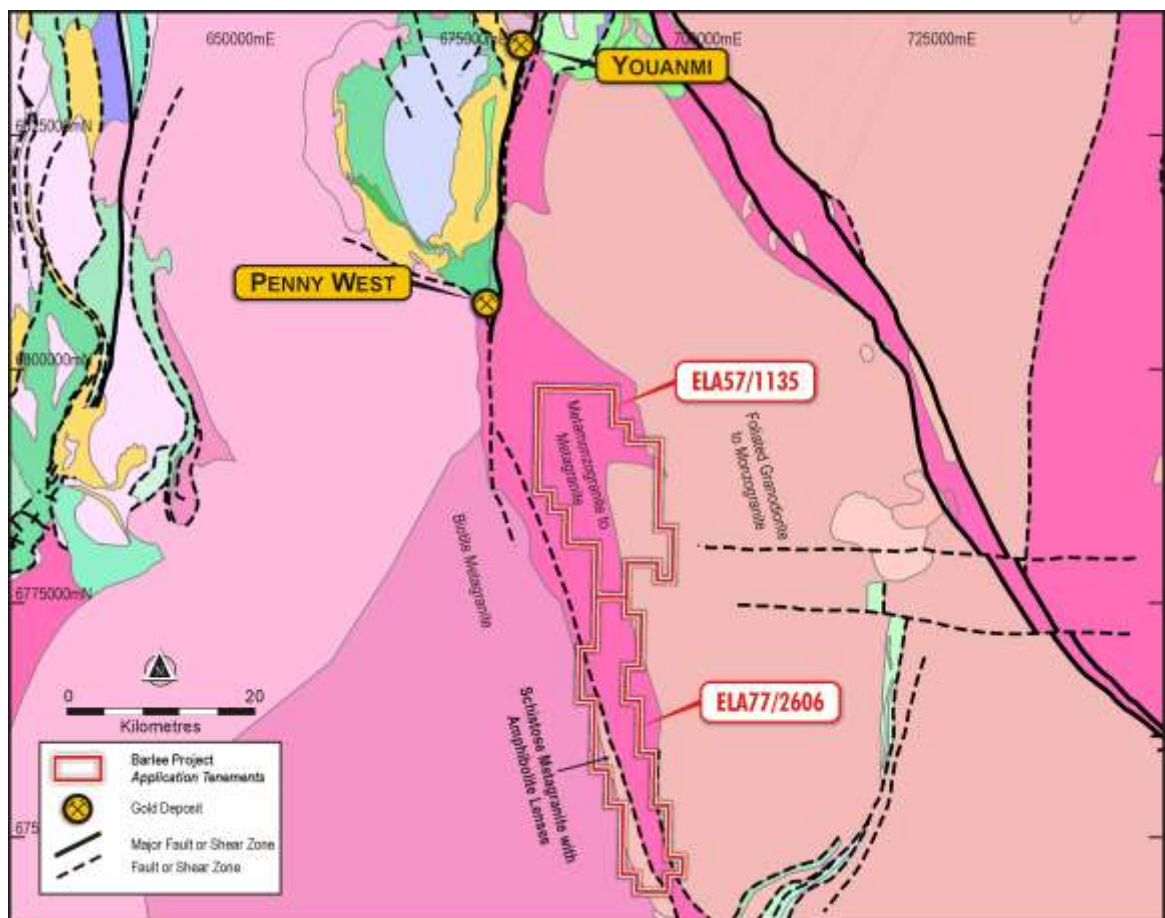 650000mE
675000mE
700000mE
725000mE
YOUANMI
PENNY WEST
6800000mN
ELA57/1135
Metamonzogranite to
Metagranite
Foliated Granodiorite
to Monzogranite
Biotite Metagranite
6775000mN
0 20
Kilometres
ELA77/2606
Schistose Metagranite with
Amphibolite Lenses
Barlee Project
Application Tenements
Gold Deposit
Major Fault or Shear Zone
Fault or Shear Zone
675